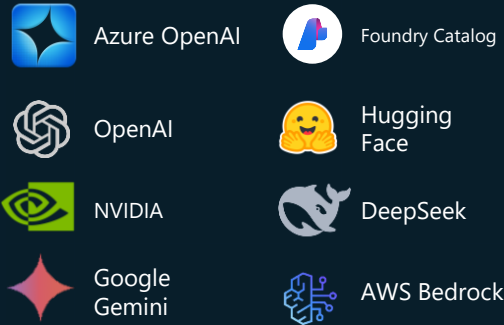 Azure OpenAI
Foundry Catalog
OpenAI
Hugging
Face
NVIDIA
DeepSeek
Google
Gemini
AWS Bedrock